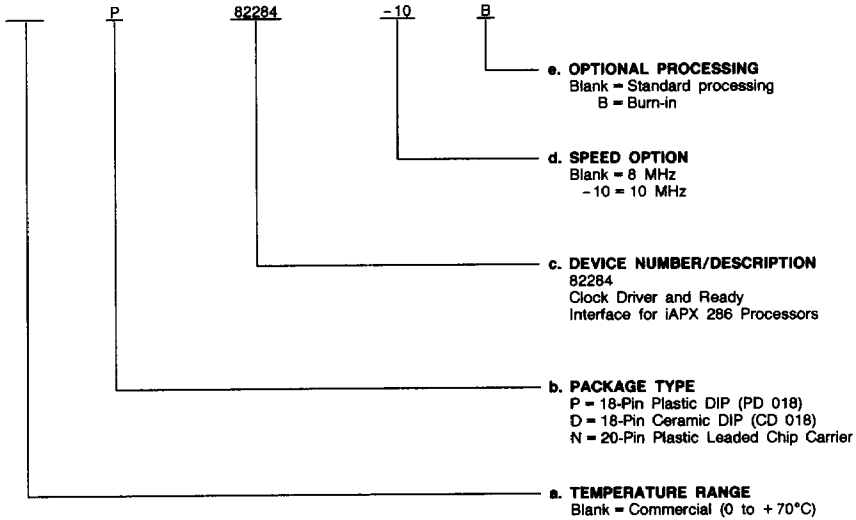 P 82284 -10 B
e. OPTIONAL PROCESSING
Blank = Standard processing
B = Burn-in
d. SPEED OPTION
Blank = 8 MHz
-10 = 10 MHz
c. DEVICE NUMBER/DESCRIPTION
82284
Clock Driver and Ready
Interface for iAPX 286 Processors
b. PACKAGE TYPE
P = 18-Pin Plastic DIP (PD 018)
D = 18-Pin Ceramic DIP (CD 018)
N = 20-Pin Plastic Leaded Chip Carrier
a. TEMPERATURE RANGE
Blank = Commercial (0 to +70°C)